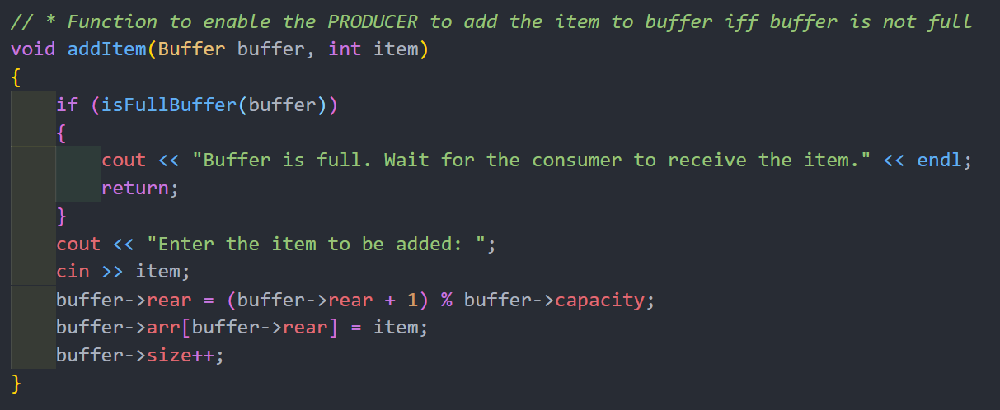 // * Function to enable the PRODUCER to add the item to buffer iff buffer is not full
void addItem(Buffer buffer, int item)
{
    if (isFullBuffer(buffer))
    {
        cout << "Buffer is full. Wait for the consumer to receive the item." << endl;
        return;
    }
    cout << "Enter the item to be added: ";
    cin >> item;
    buffer->rear = (buffer->rear + 1) % buffer->capacity;
    buffer->arr[buffer->rear] = item;
    buffer->size++;
}